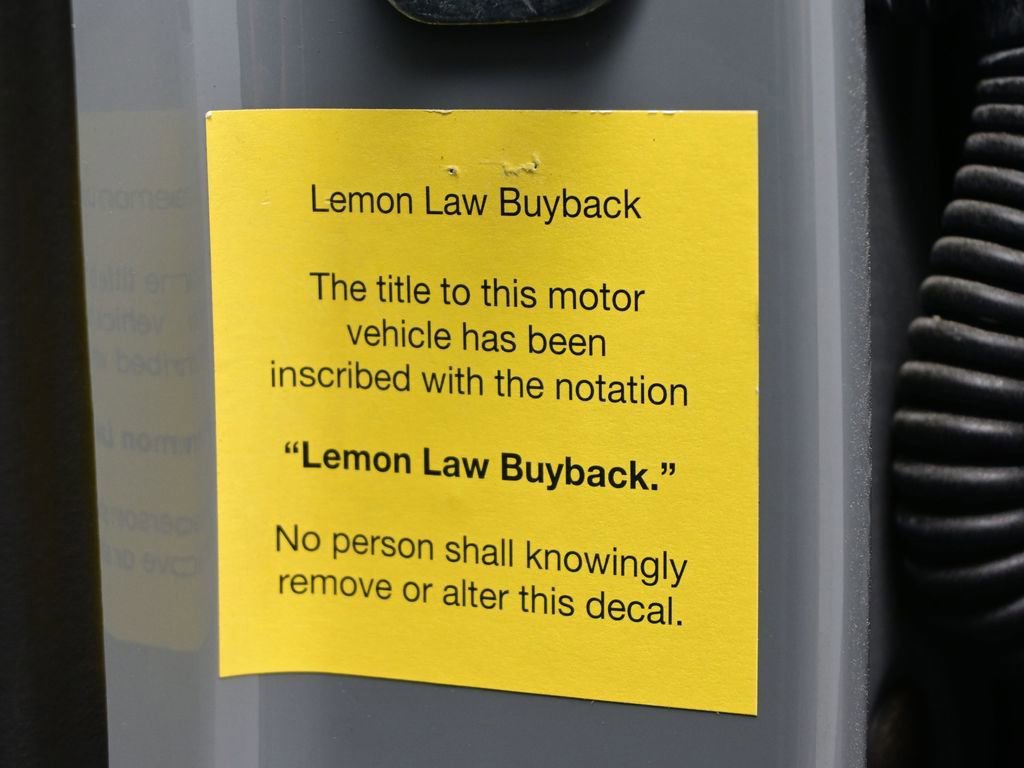 Lemon Law Buyback
The title to this motor
vehicle has been
inscribed with the notation
“Lemon Law Buyback.”
No person shall knowingly
remove or alter this decal.